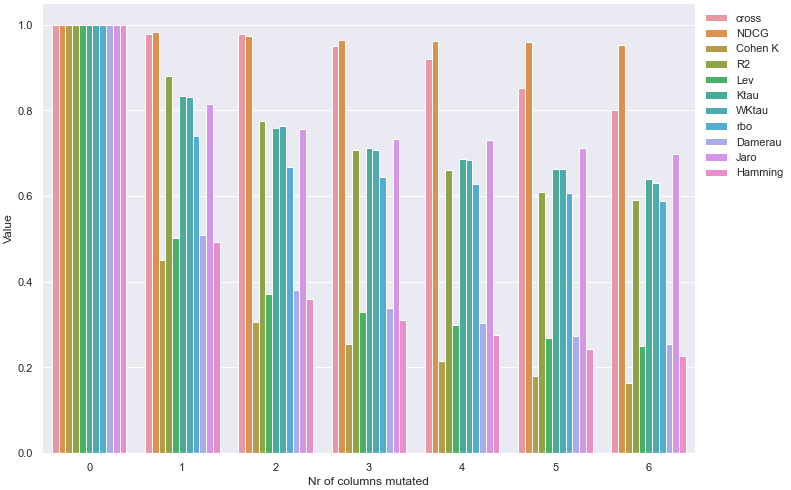 1.0
0.8
0.6
0.4
0.2
0.0
Value
0 1 2 3 4 5 6
Nr of columns mutated
cross
NDCG
Cohen K
R2
Lev
Ktau
WKtau
rbo
Damerau
Jaro
Hamming